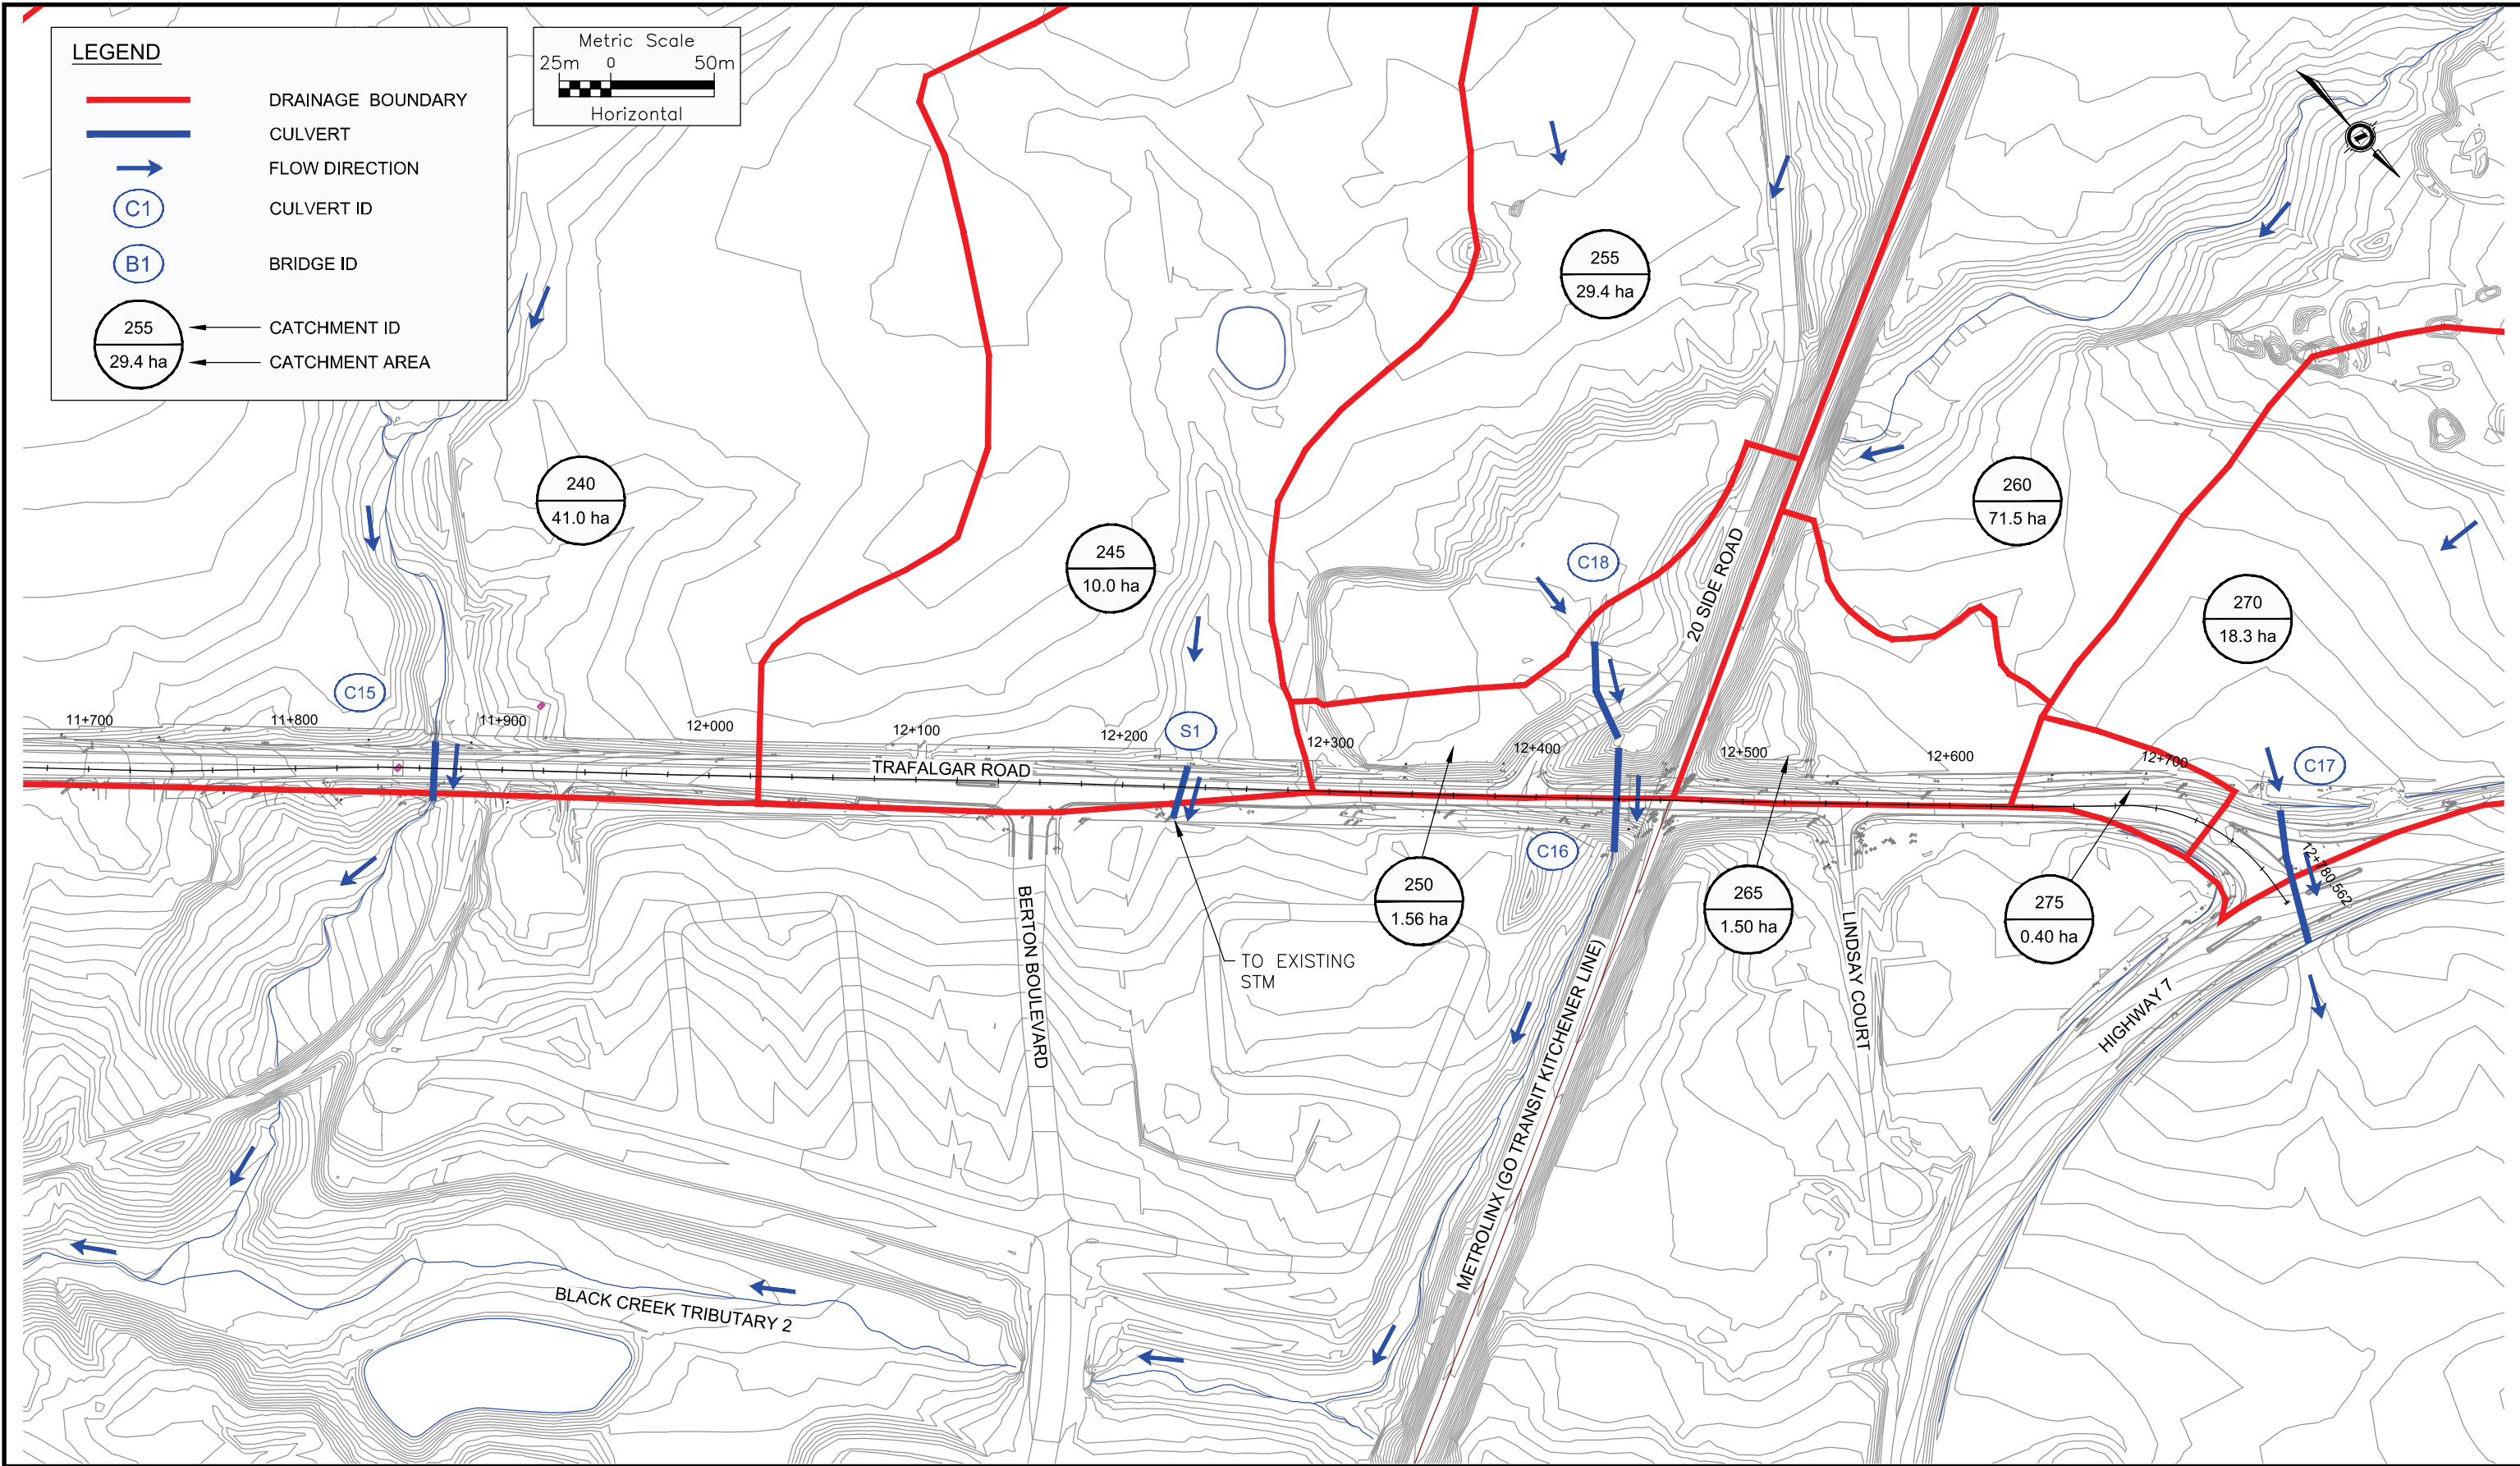 LEGEND
DRAINAGE BOUNDARY
CULVERT
FLOW DIRECTION
C1
CULVERT ID
B1
BRIDGE ID
255
CATCHMENT ID
29.4 ha
CATCHMENT AREA
Metric Scale
25m 0 50m
Horizontal
N
255
29.4 ha
240
41.0 ha
260
71.5 ha
245
10.0 ha
C18
20 SIDE ROAD
270
18.3 ha
C15
S1
11+700
11+800
11+900
12+000
12+100
12+200
12+300
12+400
12+500
12+600
12+700
C17
TRAFALGAR ROAD
12+780.562
C16
250
1.56 ha
265
1.50 ha
275
0.40 ha
BERTON BOULEVARD
TO EXISTING
STM
LINDSAY COURT
HIGHWAY 7
METROLINX (GO TRANSIT KITCHENER LINE)
BLACK CREEK TRIBUTARY 2